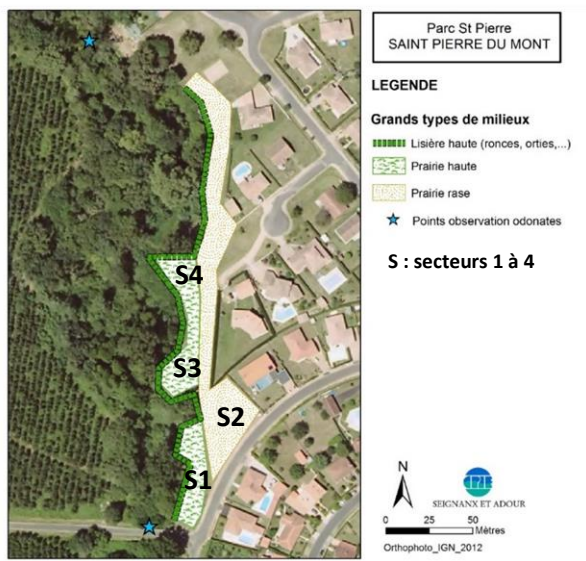 Parc St Pierre
SAINT PIERRE DU MONT
LEGENDE
Grands types de milieux
Lisière haute (ronces, orties,...)
Prairie haute
Prairie rase
Points observation odonates
S : secteurs 1 à 4
S4
S3
S2
S1
N
CPIE
SEIGNANX ET ADOUR
0 25 50
Mètres
Orthophoto_IGN_2012